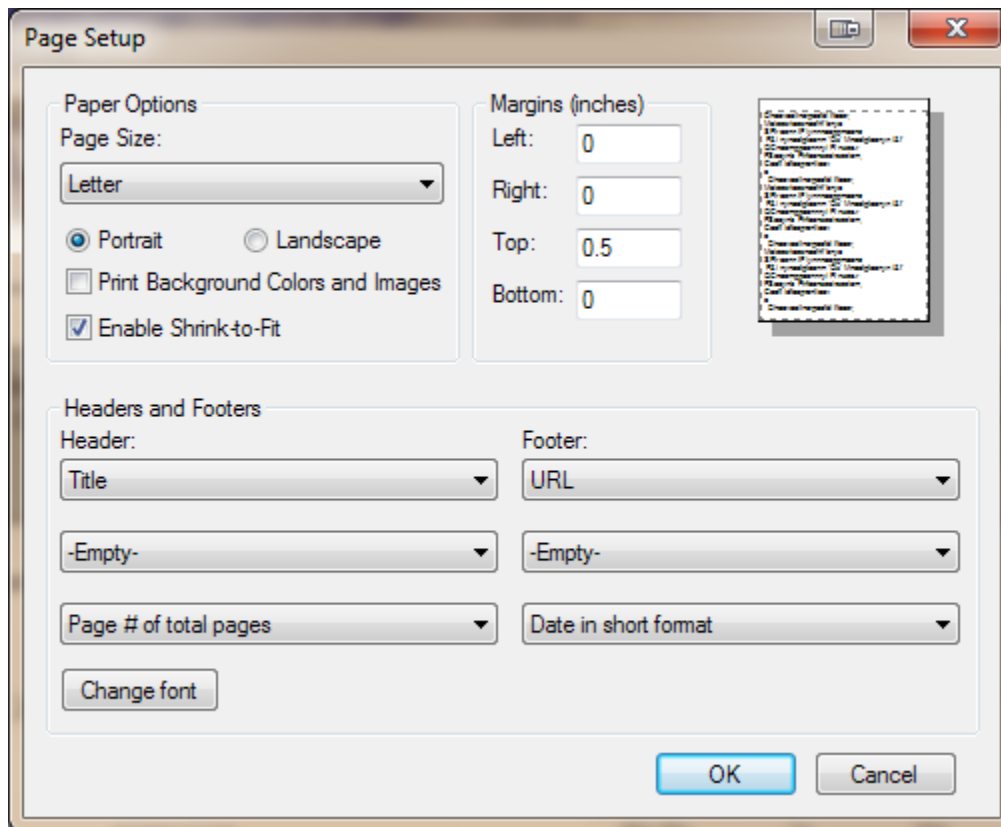 Page Setup
Paper Options
Page Size:
Letter
Portrait Landscape
Print Background Colors and Images
Enable Shrink-to-Fit
Margins (inches)
Left: 0
Right: 0
Top: 0.5
Bottom: 0
Headers and Footers
Header: Footer:
Title URL
-Empty- -Empty-
Page # of total pages Date in short format
Change font
OK Cancel